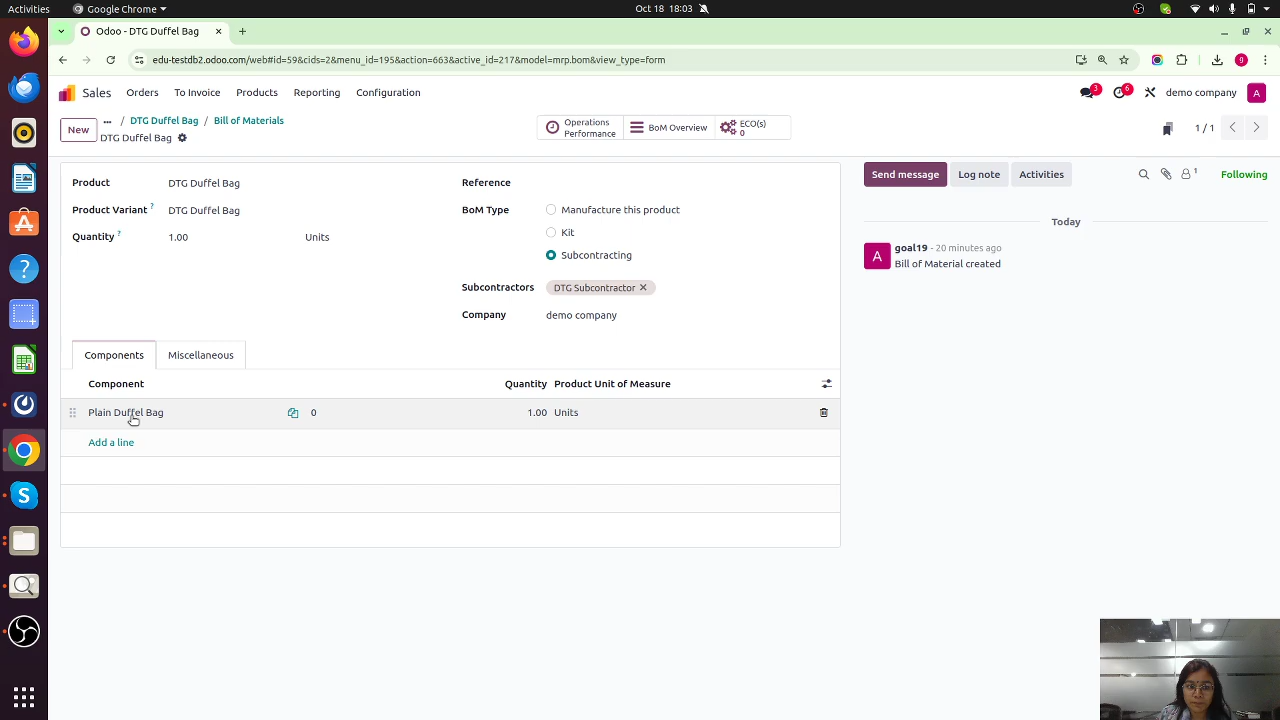 Activities Google Chrome Oct 18 18:03
Odoo - DTG Duffel Bag
edu-testdb2.odoo.com/web#id=59&cids=2&menu_id=195&action=663&active_id=217&model=mrp.bom&view_type=form 9
Sales Orders To Invoice Products Reporting Configuration 3 6 demo company A
New ... / DTG Duffel Bag / Bill of Materials
DTG Duffel Bag
Operations Performance
BoM Overview
ECO(s) 0
1 / 1
Product DTG Duffel Bag
Product Variant ? DTG Duffel Bag
Quantity ? 1.00 Units
Reference
BoM Type Manufacture this product
Kit
Subcontracting
Subcontractors DTG Subcontractor
Company demo company
Send message Log note Activities 1 Following
Today
A goal19 - 20 minutes ago
Bill of Material created
Components Miscellaneous
Component Quantity Product Unit of Measure
Plain Duffel Bag 0 1.00 Units
Add a line